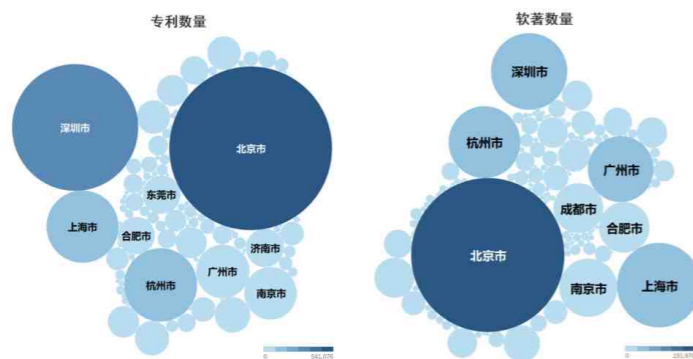 专利数量
深圳市
北京市
东莞市
上海市
合肥市
济南市
广州市
杭州市
南京市
0
541,076
软著数量
深圳市
杭州市
广州市
成都市
合肥市
北京市
南京市
上海市
0